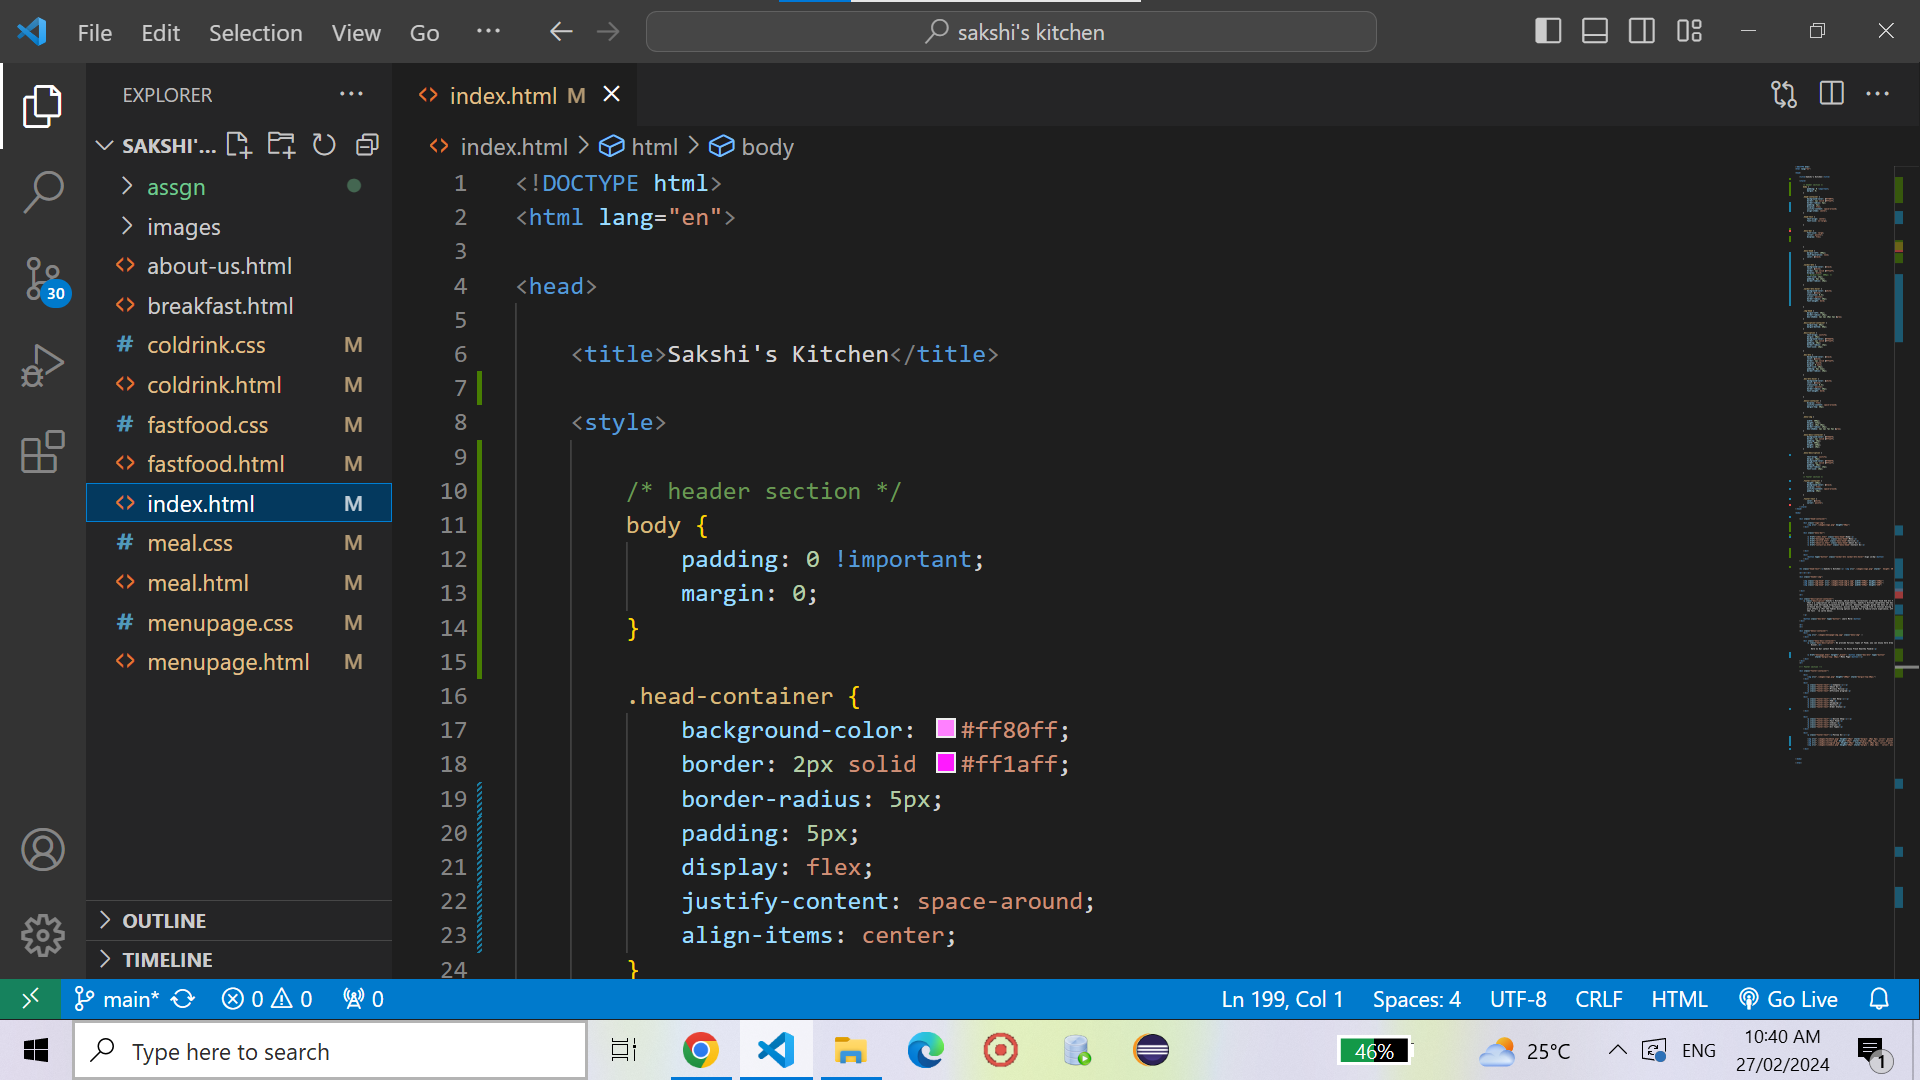 File Edit Selection View Go ··· sakshi's kitchen
EXPLORER ···
index.html M
SAKSHI'...
index.html > html > body
assgn
images
about-us.html
breakfast.html
coldrink.css M
coldrink.html M
fastfood.css M
fastfood.html M
index.html M
meal.css M
meal.html M
menupage.css M
menupage.html M
30
OUTLINE
TIMELINE
1 <!DOCTYPE html>
2 <html lang="en">
3
4 <head>
5
6 <title>Sakshi's Kitchen</title>
7
8 <style>
9
10 /* header section */
11 body {
12 padding: 0 !important;
13 margin: 0;
14 }
15
16 .head-container {
17 background-color: #ff80ff;
18 border: 2px solid #ff1aff;
19 border-radius: 5px;
20 padding: 5px;
21 display: flex;
22 justify-content: space-around;
23 align-items: center;
24 }
main* 0 0 0 Ln 199, Col 1 Spaces: 4 UTF-8 CRLF HTML Go Live
Type here to search 46% 25°C ENG 10:40 AM
27/02/2024 1